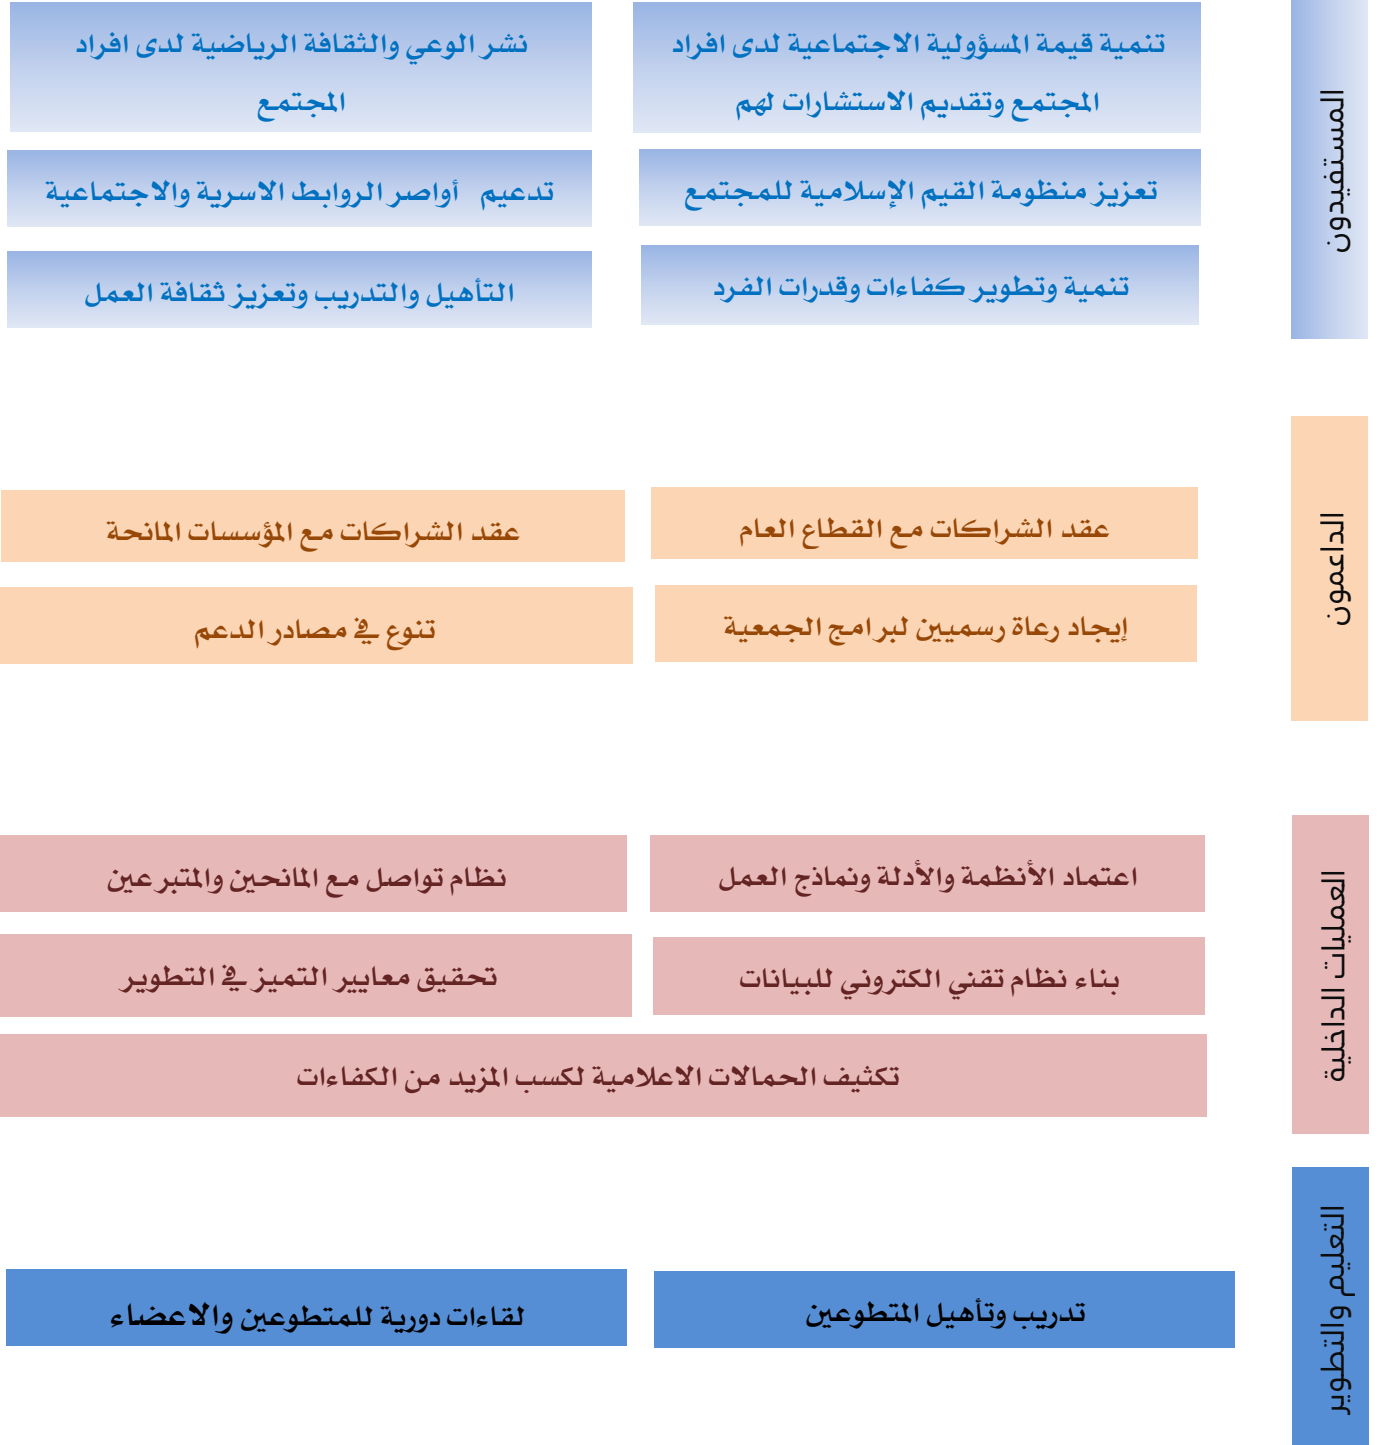 المستفيدون
تنمية قيمة المسؤولية الاجتماعية لدى افراد
المجتمع وتقديم الاستشارات لهم
نشر الوعي والثقافة الرياضية لدى افراد
المجتمع
تعزيز منظومة القيم الإسلامية للمجتمع
تدعيم أواصر الروابط الاسرية والاجتماعية
تنمية وتطوير كفاءات وقدرات الفرد
التأهيل والتدريب وتعزيز ثقافة العمل
الداعمون
عقد الشراكات مع القطاع العام
عقد الشراكات مع المؤسسات المانحة
إيجاد رعاة رسميين لبرامج الجمعية
تنوع في مصادر الدعم
العمليات الداخلية
اعتماد الأنظمة والأدلة ونماذج العمل
نظام تواصل مع المانحين والمتبرعين
بناء نظام تقني الكتروني للبيانات
تحقيق معايير التميز في التطوير
تكثيف الحمالات الاعلامية لكسب المزيد من الكفاءات
التعليم والتطوير
تدريب وتأهيل المتطوعين
لقاءات دورية للمتطوعين والاعضاء